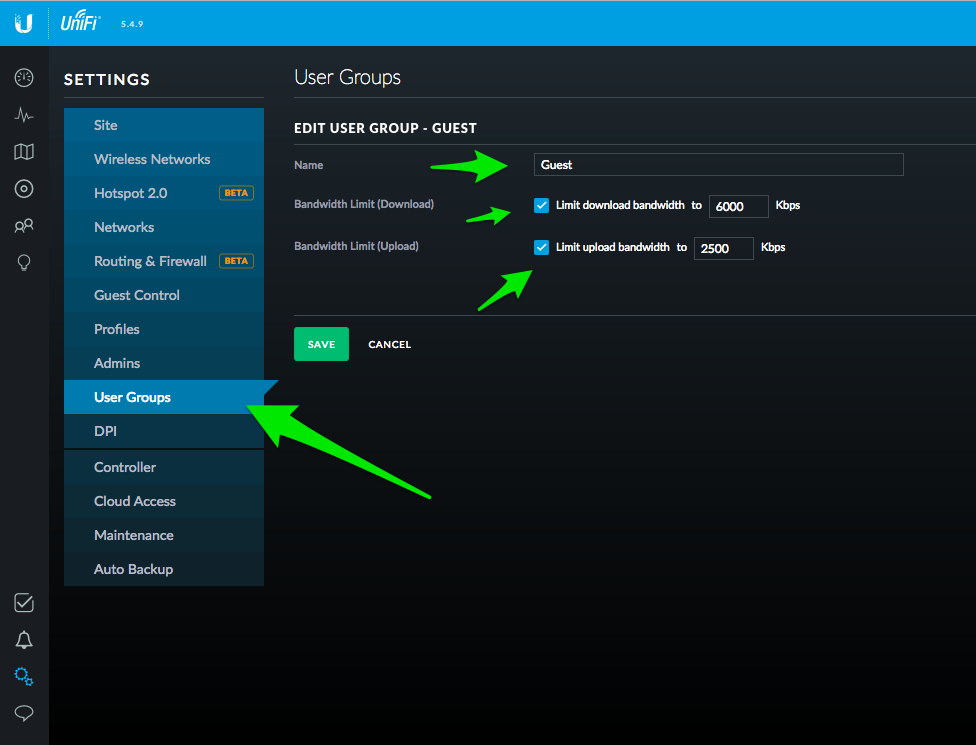 UniFi 5.4.9
SETTINGS
Site
Wireless Networks
Hotspot 2.0 BETA
Networks
Routing & Firewall BETA
Guest Control
Profiles
Admins
User Groups
DPI
Controller
Cloud Access
Maintenance
Auto Backup
User Groups
EDIT USER GROUP - GUEST
Name Guest
Bandwidth Limit (Download) Limit download bandwidth to 6000 Kbps
Bandwidth Limit (Upload) Limit upload bandwidth to 2500 Kbps
SAVE CANCEL